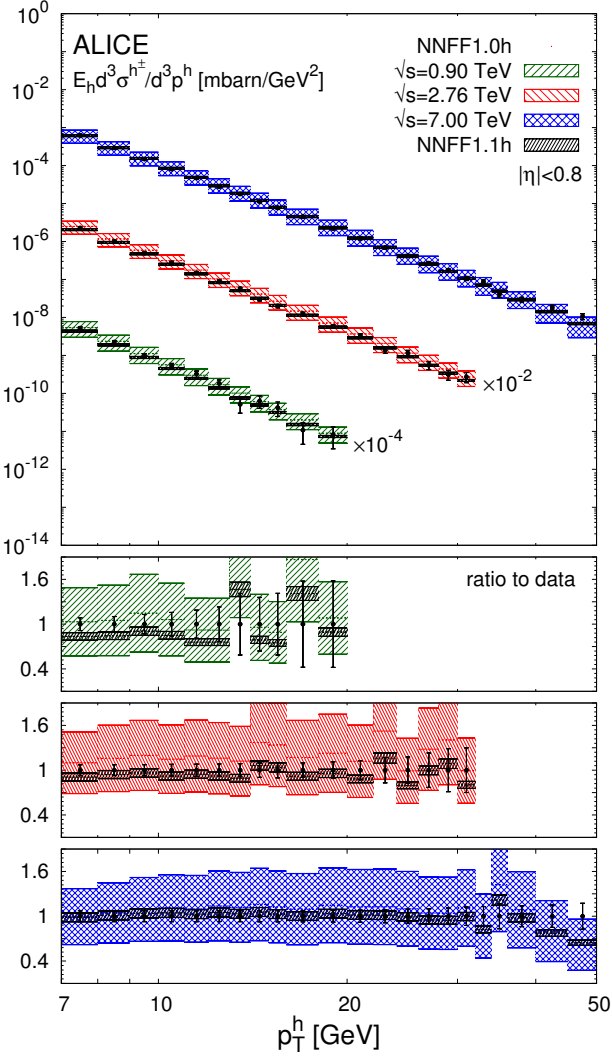 10^0
ALICE
NNFF1.0h
E_h d^3σ^{h±}/d^3p^h [mbarn/GeV^2]
√s=0.90 TeV
10^-2
√s=2.76 TeV
√s=7.00 TeV
NNFF1.1h
10^-4
|η|<0.8
10^-6
10^-8
10^-10
×10^-2
10^-12
×10^-4
10^-14
1.6
ratio to data
1
0.4
1.6
1
0.4
1.6
1
0.4
7 10 20 50
p_T^h [GeV]